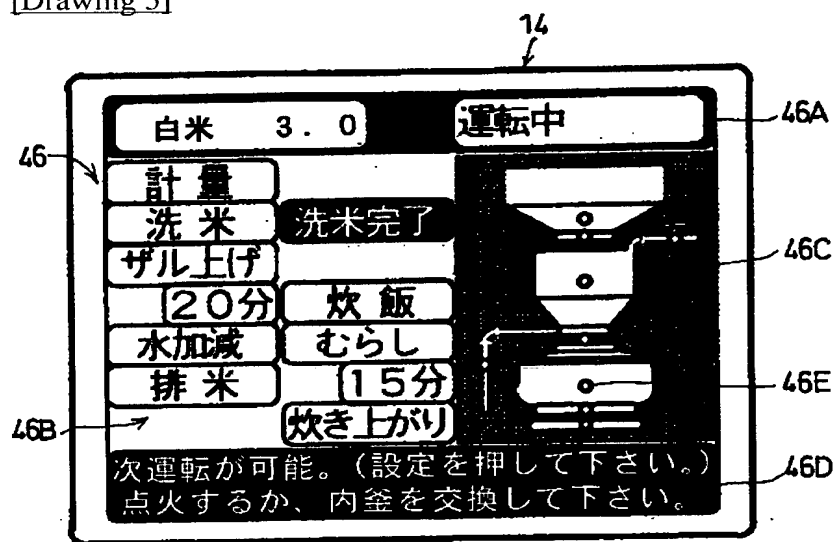 [Drawing 5]
14
白米 3.0 運転中
46A
46
計量
洗米 洗米完了
ザル上げ
46C
20分 炊飯
水加減 むらし
排米 15分
46E
46B
炊き上がり
次運転が可能。(設定を押して下さい。)
46D
点火するか、内釜を交換して下さい。